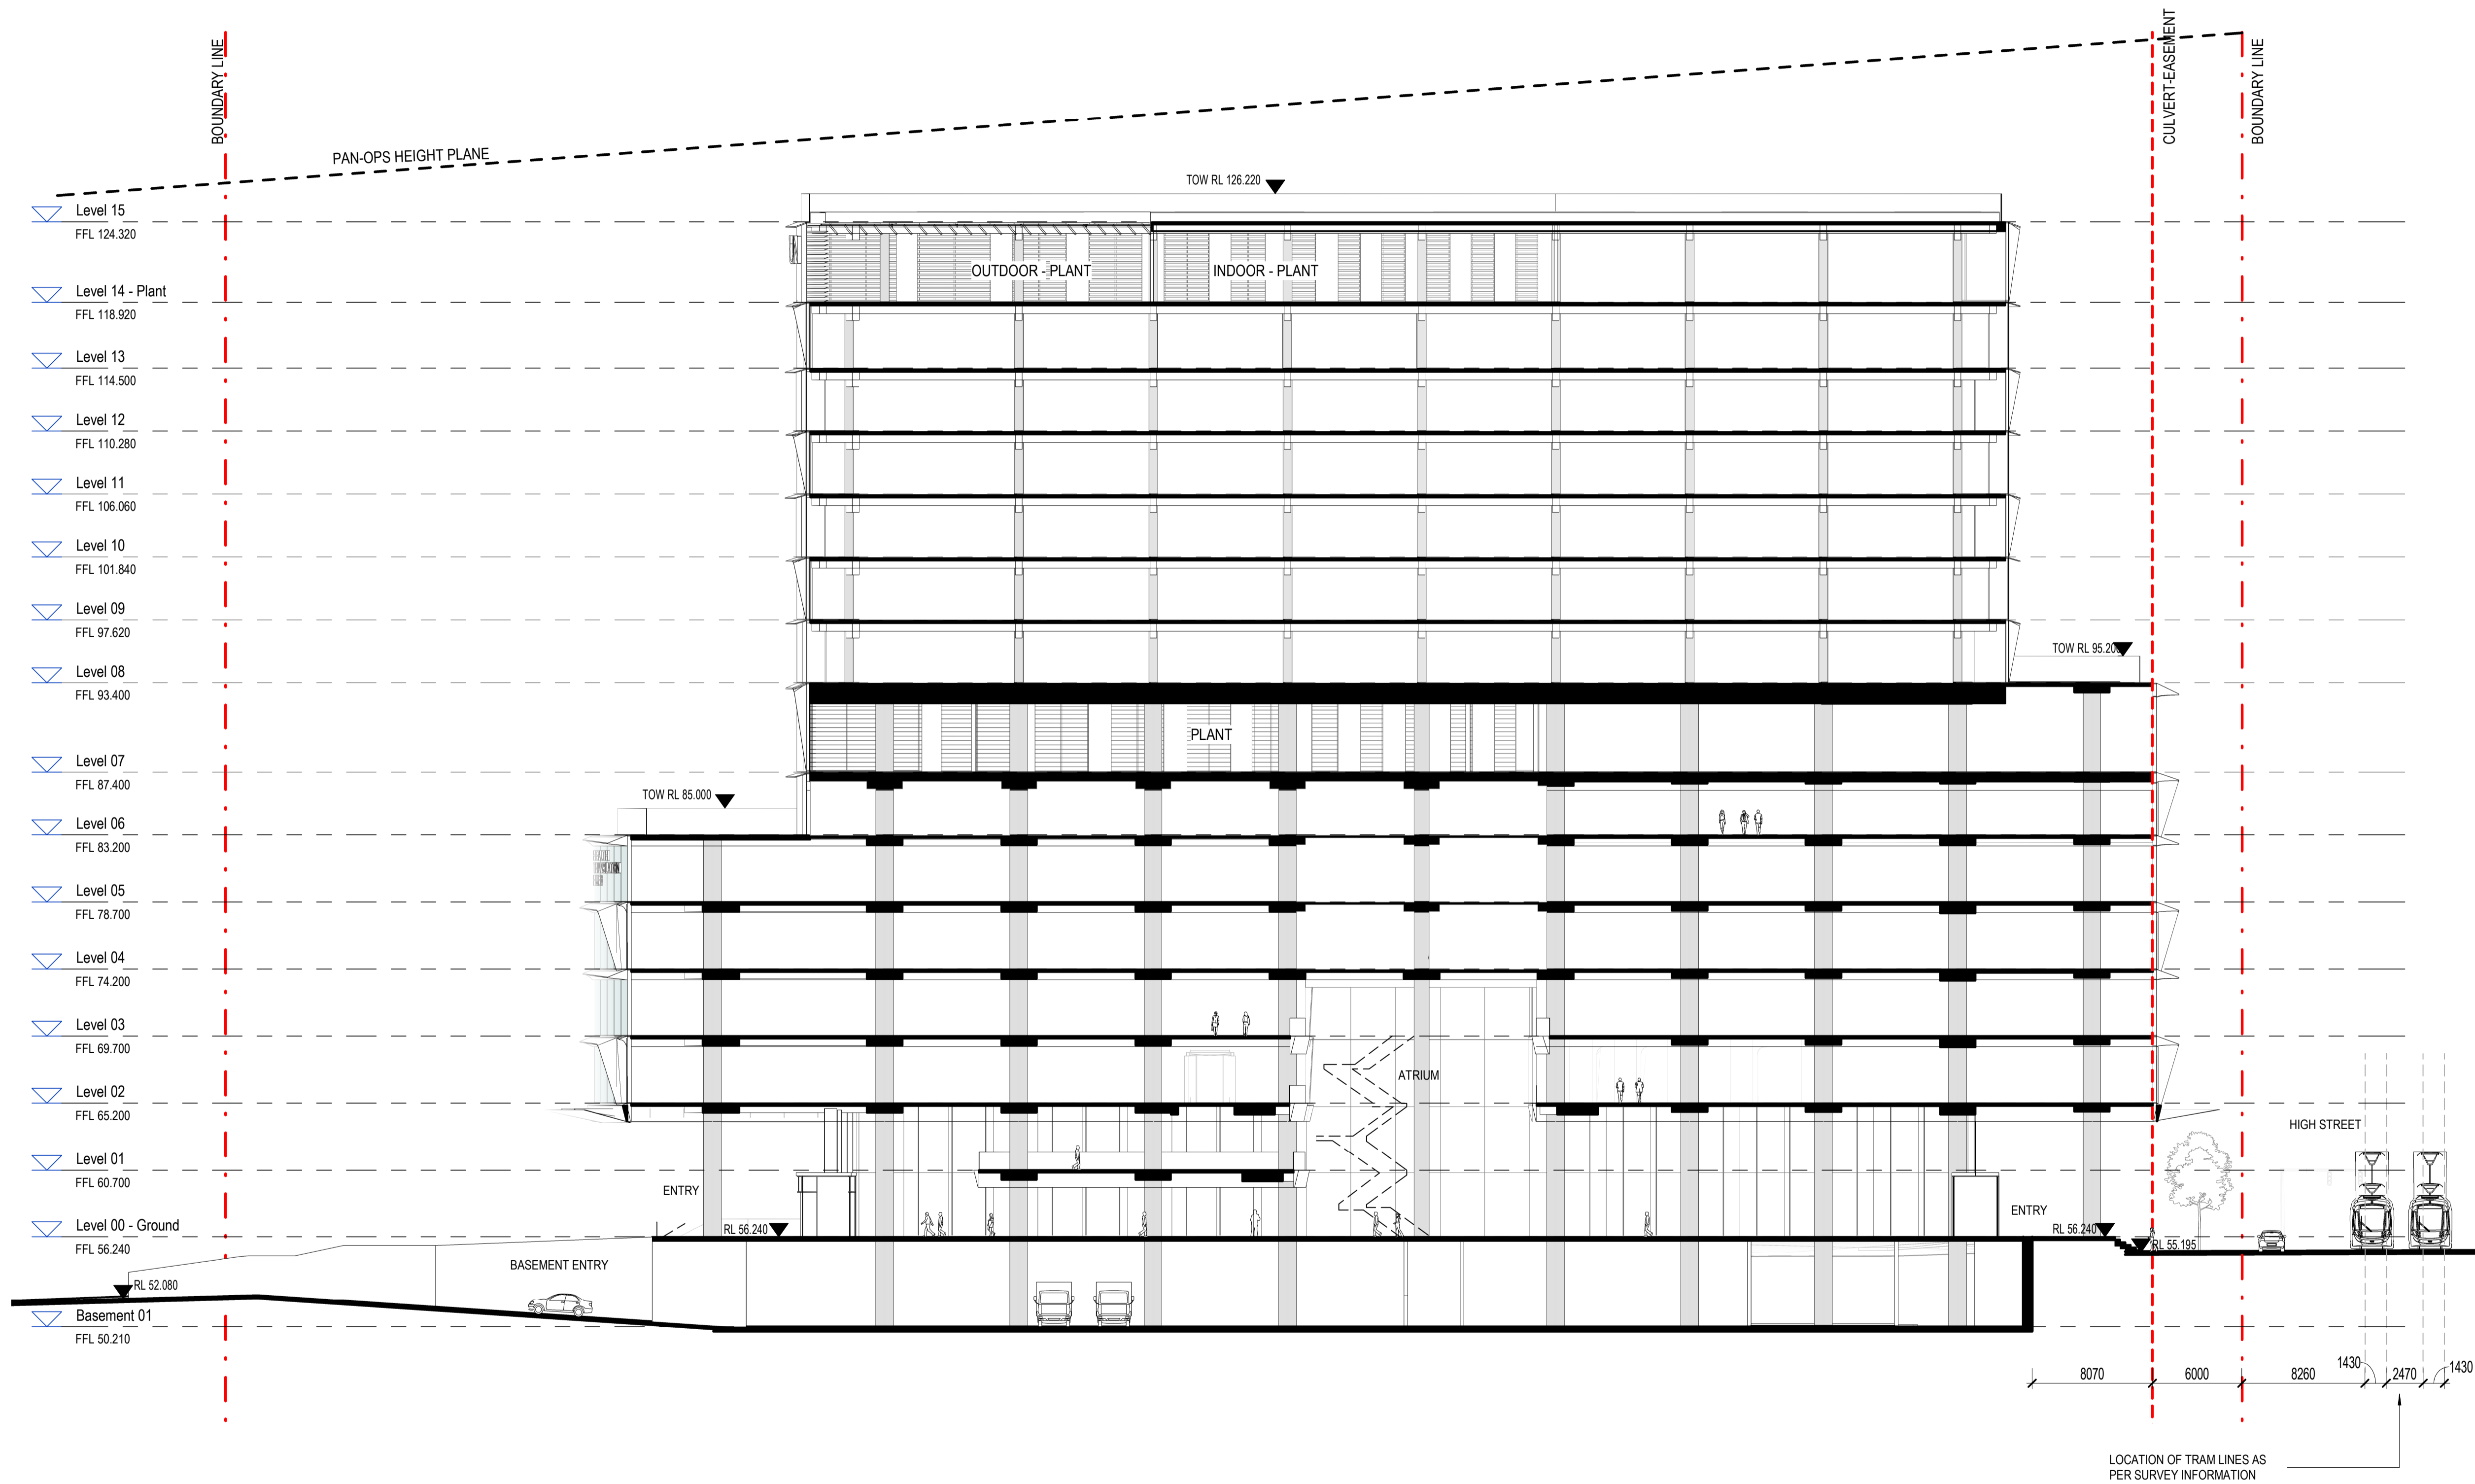 BOUNDARY LINE
CULVERT-EASEMENT
BOUNDARY LINE
PAN-OPS HEIGHT PLANE
TOW RL 126.220
Level 15
FFL 124.320
OUTDOOR - PLANT
INDOOR - PLANT
Level 14 - Plant
FFL 118.920
Level 13
FFL 114.500
Level 12
FFL 110.280
Level 11
FFL 106.060
Level 10
FFL 101.840
Level 09
FFL 97.620
TOW RL 95.200
Level 08
FFL 93.400
PLANT
Level 07
FFL 87.400
TOW RL 85.000
Level 06
FFL 83.200
Level 05
FFL 78.700
Level 04
FFL 74.200
Level 03
FFL 69.700
ATRIUM
Level 02
FFL 65.200
HIGH STREET
Level 01
FFL 60.700
ENTRY
ENTRY
Level 00 - Ground
FFL 56.240
RL 56.240
RL 56.240
RL 55.195
BASEMENT ENTRY
RL 52.080
Basement 01
FFL 50.210
8070
6000
8260
1430
2470
1430
LOCATION OF TRAM LINES AS
PER SURVEY INFORMATION